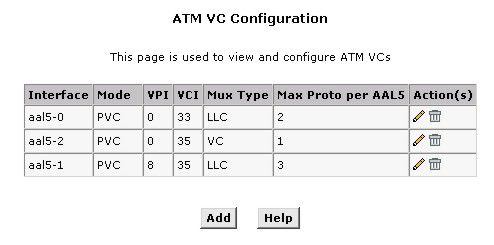 ATM VC Configuration
This page is used to view and configure ATM VCs
Interface Mode VPI VCI Mux Type Max Proto per AAL5 Action(s)
aal5-0 PVC 0 33 LLC 2
aal5-2 PVC 0 35 VC 1
aal5-1 PVC 8 35 LLC 3
Add Help